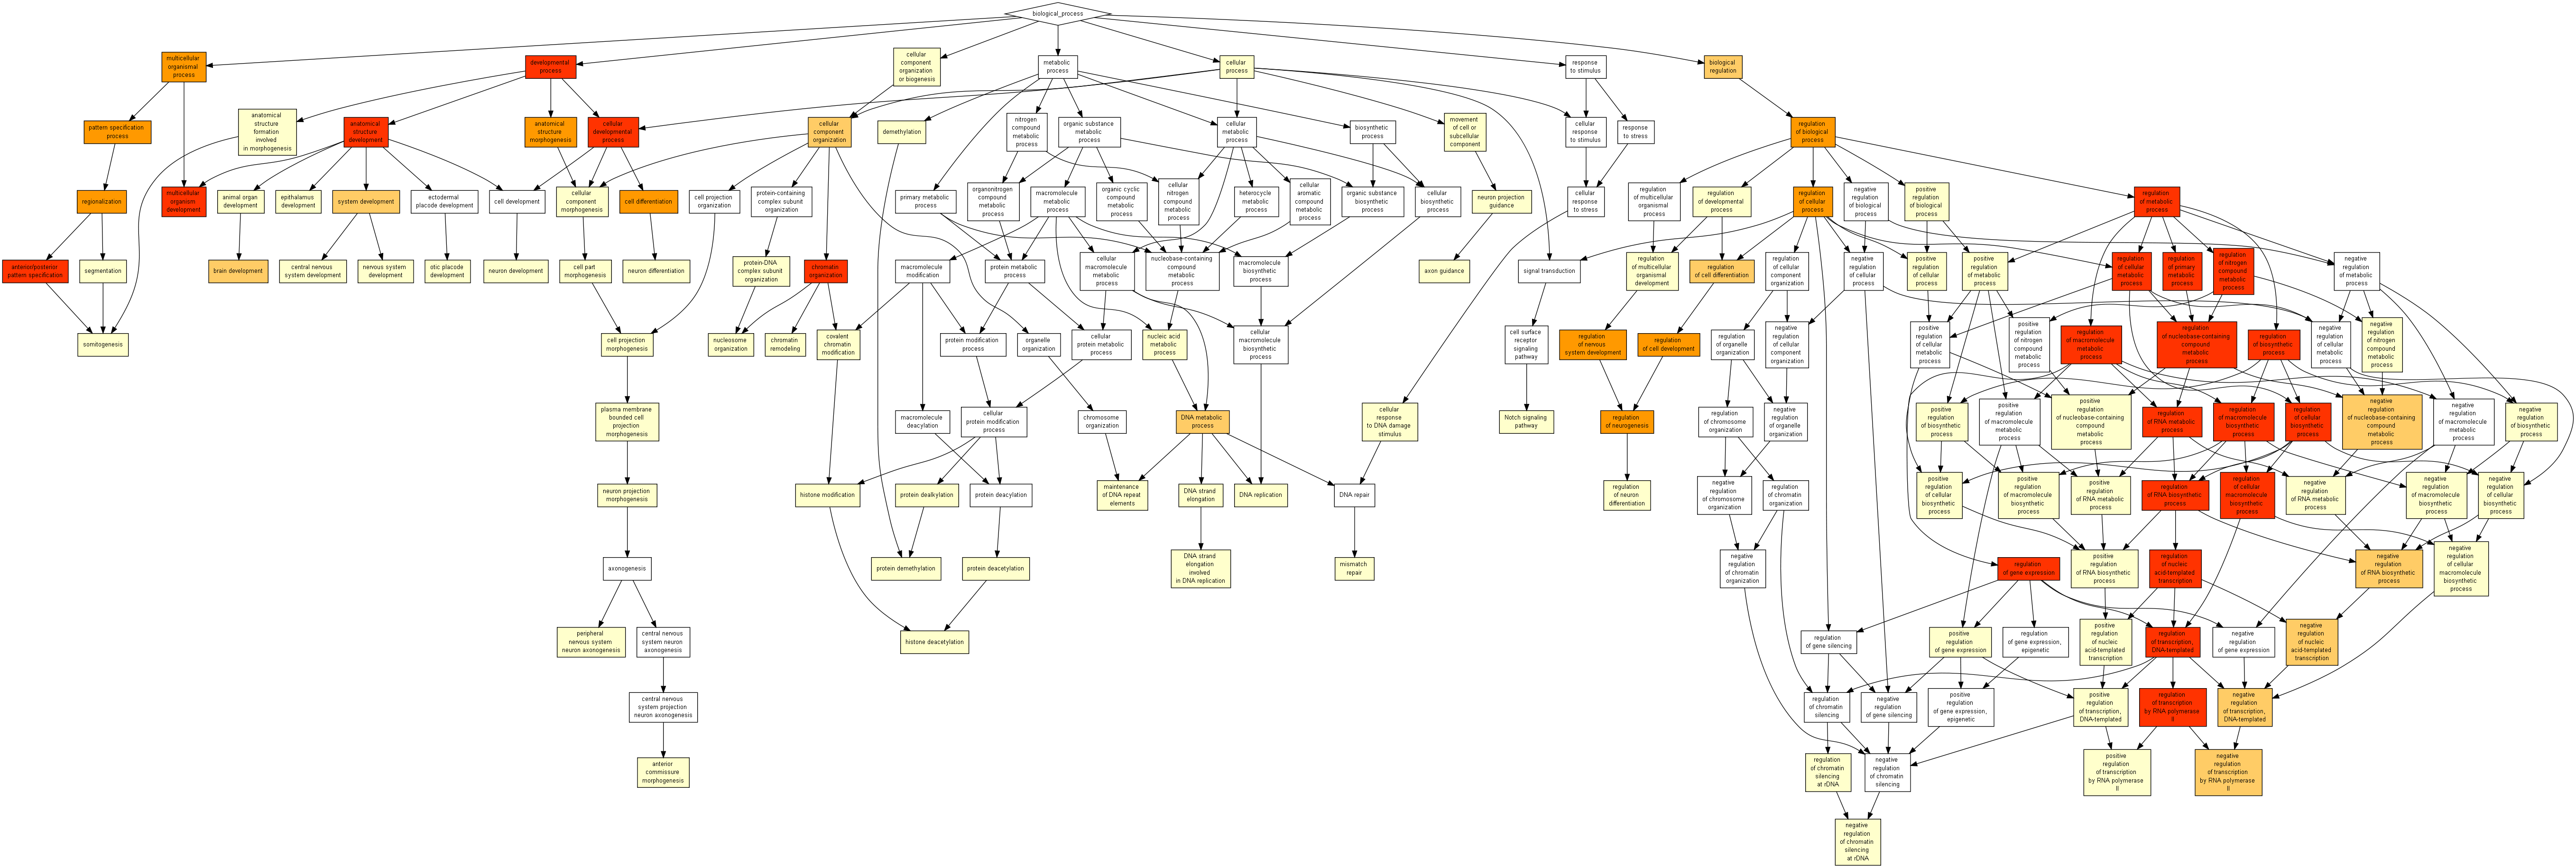 biological_process
multicellular
organismal
process
developmental
process
cellular
component
organization
or biogenesis
metabolic
process
cellular
process
response
to stimulus
biological
regulation
pattern specification
process
anatomical
structure
formation
involved
in morphogenesis
anatomical
structure
development
anatomical
structure
morphogenesis
cellular
developmental
process
cellular
component
organization
demethylation
nitrogen
compound
metabolic
process
organic substance
metabolic
process
cellular
metabolic
process
biosynthetic
process
movement
of cell or
subcellular
component
cellular
response
to stimulus
response
to stress
regulation
of biological
process
regionalization
multicellular
organism
development
animal organ
development
epithalamus
development
system development
ectodermal
placode development
cell development
cellular
component
morphogenesis
cell differentiation
cell projection
organization
protein-containing
complex subunit
organization
primary metabolic
process
organonitrogen
compound
metabolic
process
macromolecule
metabolic
process
organic cyclic
compound
metabolic
process
cellular
nitrogen
compound
metabolic
process
heterocycle
metabolic
process
cellular
aromatic
compound
metabolic
process
organic substance
biosynthetic
process
cellular
biosynthetic
process
neuron projection
guidance
cellular
response
to stress
regulation
of multicellular
organismal
process
regulation
of developmental
process
regulation
of cellular
process
negative
regulation
of biological
process
positive
regulation
of biological
process
regulation
of metabolic
process
anterior/posterior
pattern specification
segmentation
brain development
central nervous
system development
nervous system
development
otic placode
development
neuron development
cell part
morphogenesis
neuron differentiation
protein-DNA
complex subunit
organization
chromatin
organization
macromolecule
modification
protein metabolic
process
cellular
macromolecule
metabolic
process
nucleobase-containing
compound
metabolic
process
macromolecule
biosynthetic
process
axon guidance
signal transduction
regulation
of multicellular
organismal
development
regulation
of cell differentiation
regulation
of cellular
component
organization
negative
regulation
of cellular
process
positive
regulation
of cellular
process
positive
regulation
of metabolic
process
regulation
of cellular
metabolic
process
regulation
of primary
metabolic
process
regulation
of nitrogen
compound
metabolic
process
negative
regulation
of metabolic
process
somitogenesis
cell projection
morphogenesis
nucleosome
organization
chromatin
remodeling
covalent
chromatin
modification
protein modification
process
organelle
organization
cellular
protein metabolic
process
nucleic acid
metabolic
process
cellular
macromolecule
biosynthetic
process
cell surface
receptor
signaling
pathway
regulation
of nervous
system development
regulation
of cell development
regulation
of organelle
organization
negative
regulation
of cellular
component
organization
positive
regulation
of cellular
metabolic
process
positive
regulation
of nitrogen
compound
metabolic
process
regulation
of macromolecule
metabolic
process
regulation
of nucleobase-containing
compound
metabolic
process
regulation
of biosynthetic
process
negative
regulation
of cellular
metabolic
process
negative
regulation
of nitrogen
compound
metabolic
process
plasma membrane
bounded cell
projection
morphogenesis
macromolecule
deacylation
cellular
protein modification
process
chromosome
organization
DNA metabolic
process
cellular
response
to DNA damage
stimulus
Notch signaling
pathway
regulation
of neurogenesis
regulation
of chromosome
organization
negative
regulation
of organelle
organization
positive
regulation
of biosynthetic
process
positive
regulation
of macromolecule
metabolic
process
positive
regulation
of nucleobase-containing
compound
metabolic
process
regulation
of RNA metabolic
process
regulation
of macromolecule
biosynthetic
process
regulation
of cellular
biosynthetic
process
negative
regulation
of nucleobase-containing
compound
metabolic
process
negative
regulation
of macromolecule
metabolic
process
negative
regulation
of biosynthetic
process
neuron projection
morphogenesis
histone modification
protein dealkylation
protein deacylation
maintenance
of DNA repeat
elements
DNA strand
elongation
DNA replication
DNA repair
regulation
of neuron
differentiation
negative
regulation
of chromosome
organization
regulation
of chromatin
organization
positive
regulation
of cellular
biosynthetic
process
positive
regulation
of macromolecule
biosynthetic
process
positive
regulation
of RNA metabolic
process
regulation
of RNA biosynthetic
process
regulation
of cellular
macromolecule
biosynthetic
process
negative
regulation
of RNA metabolic
process
negative
regulation
of macromolecule
biosynthetic
process
negative
regulation
of cellular
biosynthetic
process
axonogenesis
protein demethylation
protein deacetylation
DNA strand
elongation
involved
in DNA replication
mismatch
repair
negative
regulation
of chromatin
organization
regulation
of gene expression
positive
regulation
of RNA biosynthetic
process
regulation
of nucleic
acid-templated
transcription
negative
regulation
of RNA biosynthetic
process
negative
regulation
of cellular
macromolecule
biosynthetic
process
peripheral
nervous system
neuron axonogenesis
central nervous
system neuron
axonogenesis
histone deacetylation
regulation
of gene silencing
positive
regulation
of gene expression
regulation
of gene expression,
epigenetic
positive
regulation
of nucleic
acid-templated
transcription
regulation
of transcription,
DNA-templated
negative
regulation
of gene expression
negative
regulation
of nucleic
acid-templated
transcription
central nervous
system projection
neuron axonogenesis
regulation
of chromatin
silencing
negative
regulation
of gene silencing
positive
regulation
of gene expression,
epigenetic
positive
regulation
of transcription,
DNA-templated
regulation
of transcription
by RNA polymerase
II
negative
regulation
of transcription,
DNA-templated
anterior
commissure
morphogenesis
regulation
of chromatin
silencing
at rDNA
negative
regulation
of chromatin
silencing
positive
regulation
of transcription
by RNA polymerase
II
negative
regulation
of transcription
by RNA polymerase
II
negative
regulation
of chromatin
silencing
at rDNA